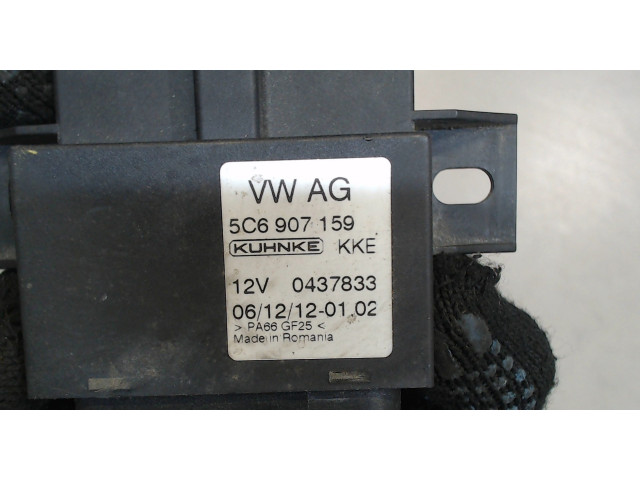 VW AG
5C6 907 159
KUHNKE KKE
12V 0437833
06/12/12-01.02
> PA66 GF25 <
Made in Romania